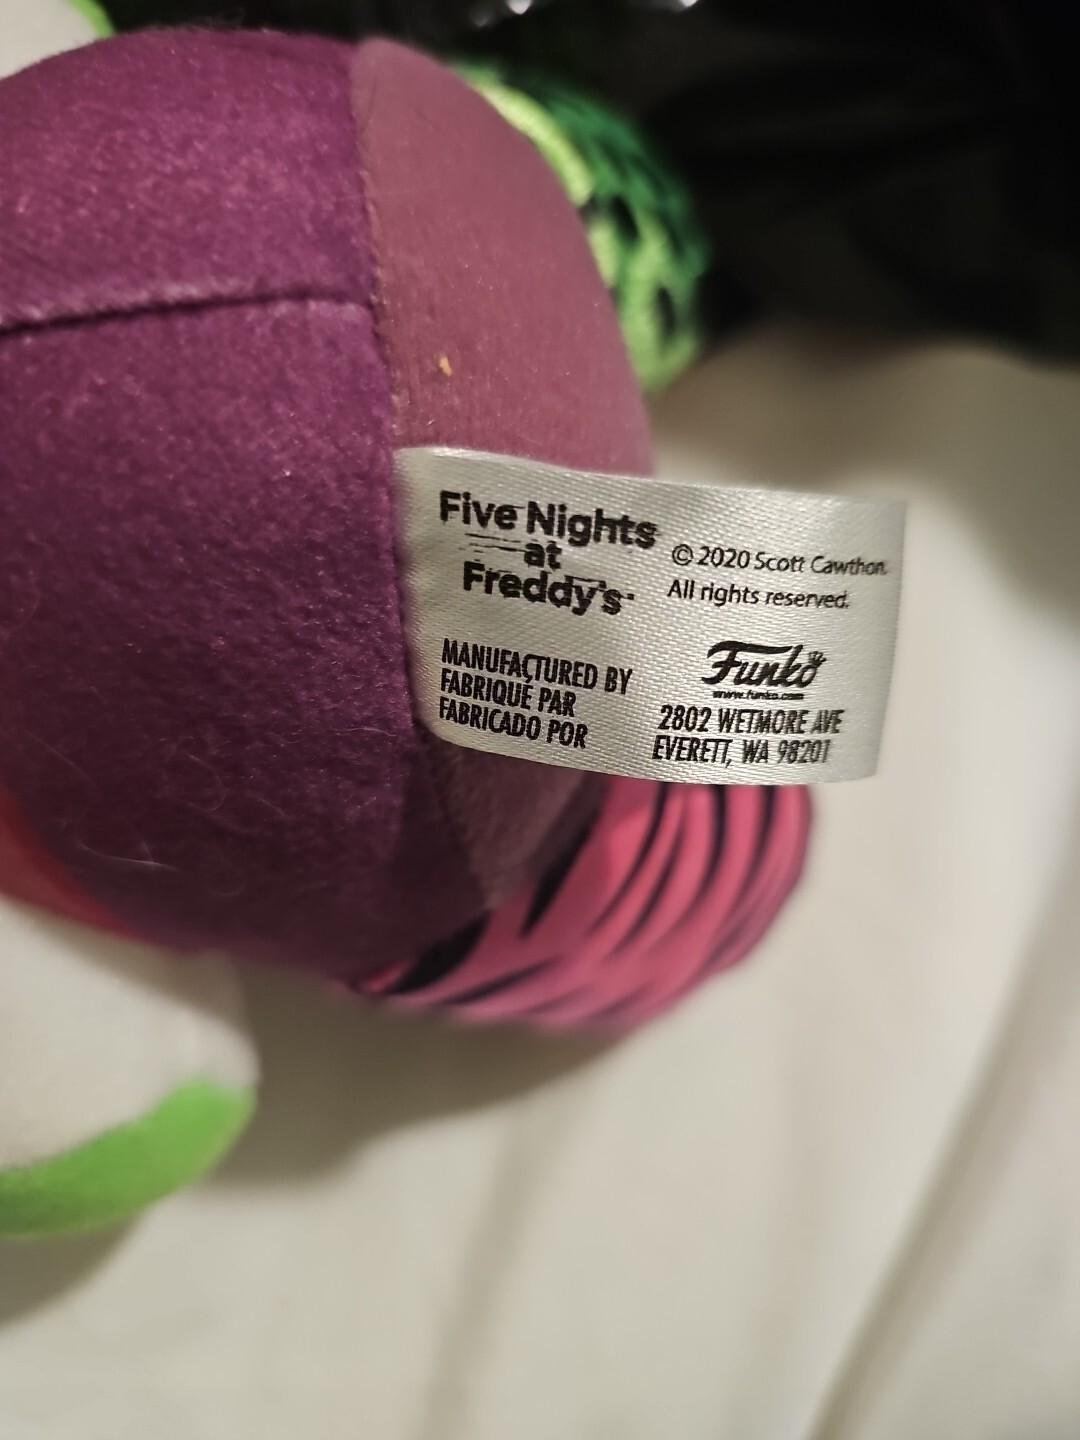 Five Nights
at
Freddy's
© 2020 Scott Cawthon.
All rights reserved.
MANUFACTURED BY
FABRIQUÉ PAR
FABRICADO POR
Funko
www.funko.com
2802 WETMORE AVE
EVERETT, WA 98201